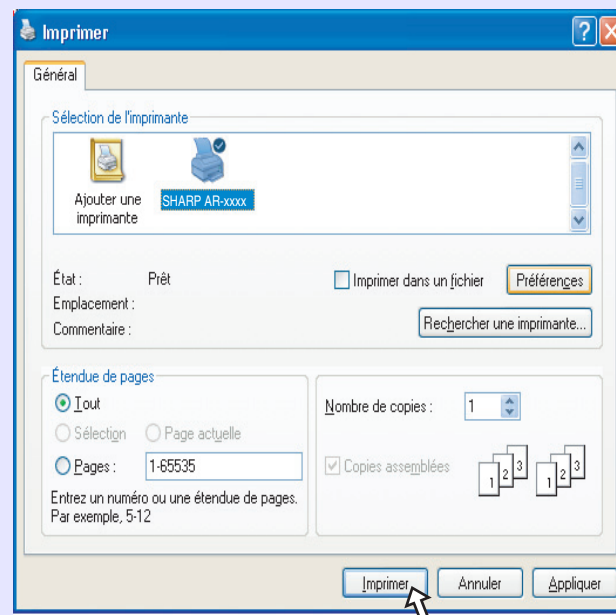 Imprimer
Général
Sélection de l'imprimante
Ajouter une
imprimante
SHARP AR-xxxx
État : Prêt
Emplacement :
Commentaire :
Imprimer dans un fichier
Préférences
Rechercher une imprimante...
Étendue de pages
Tout
Sélection Page actuelle
Pages : 1-65535
Entrez un numéro ou une étendue de pages.
Par exemple, 5-12
Nombre de copies : 1
Copies assemblées
1 2 3 1 2 3
Imprimer Annuler Appliquer